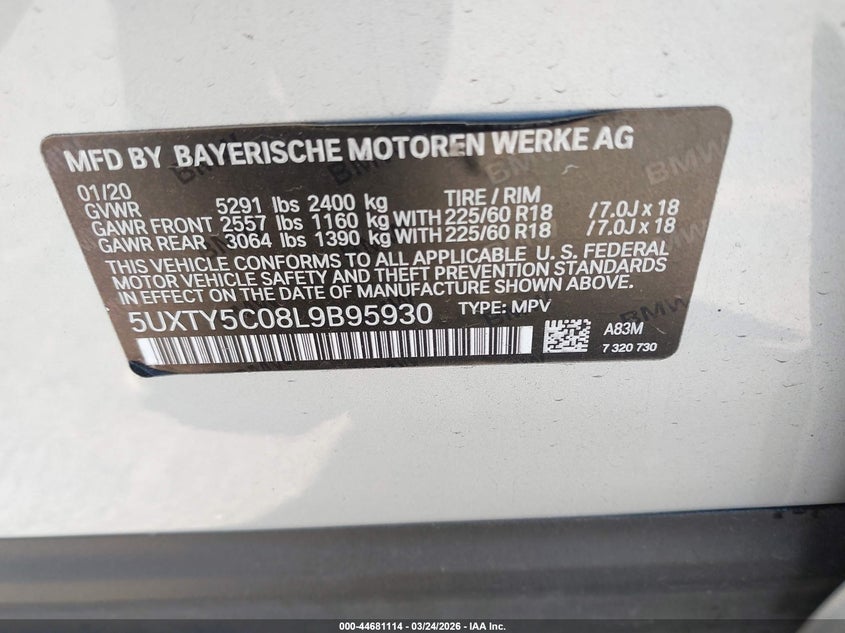 MFD BY BAYERISCHE MOTOREN WERKE AG
01/20 TIRE / RIM
GVWR 5291 lbs 2400 kg
GAWR FRONT 2557 lbs 1160 kg WITH 225/60 R18 /7.0J x 18
GAWR REAR 3064 lbs 1390 kg WITH 225/60 R18 /7.0J x 18
THIS VEHICLE CONFORMS TO ALL APPLICABLE U. S. FEDERAL
MOTOR VEHICLE SAFETY AND THEFT PREVENTION STANDARDS
IN EFFECT ON THE DATE OF MANUFACTURE SHOWN ABOVE.
5UXTY5C08L9B95930 TYPE: MPV
A83M
7 320 730
BMW
000-44681114 - 03/24/2026 - IAA Inc.